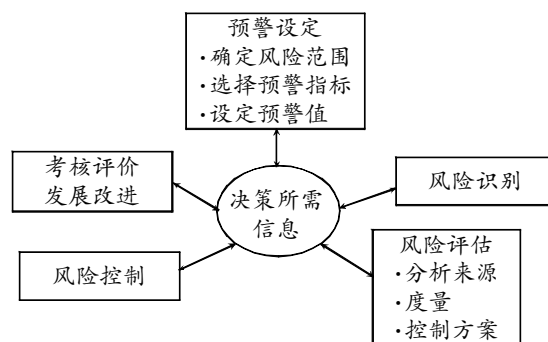 预警设定
·确定风险范围
·选择预警指标
·设定预警值
考核评价
发展改进
决策所需
信息
风险识别
风险控制
风险评估
·分析来源
·度量
·控制方案